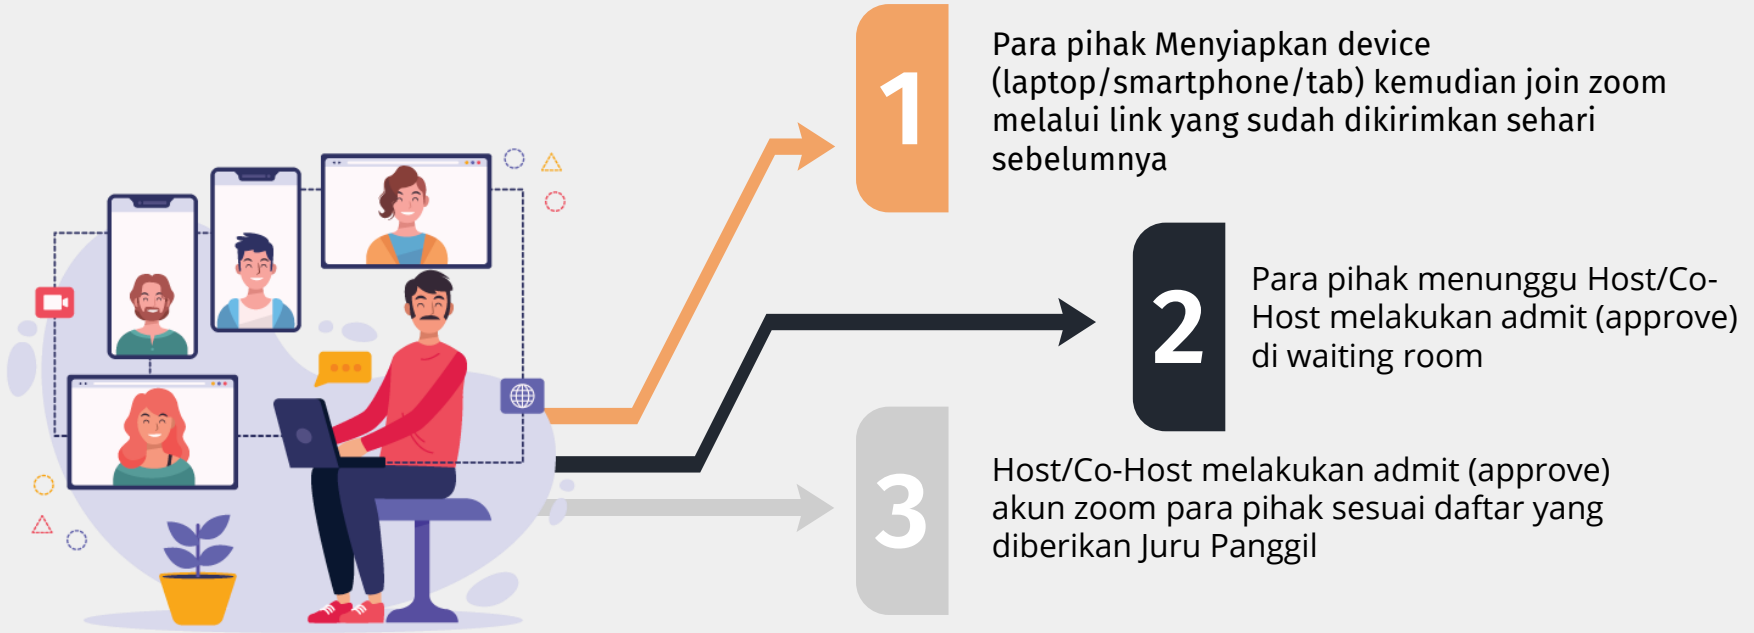 1
Para pihak Menyiapkan device
(laptop/smartphone/tab) kemudian join zoom
melalui link yang sudah dikirimkan sehari
sebelumnya
2
Para pihak menunggu Host/Co-
Host melakukan admit (approve)
di waiting room
3
Host/Co-Host melakukan admit (approve)
akun zoom para pihak sesuai daftar yang
diberikan Juru Panggil